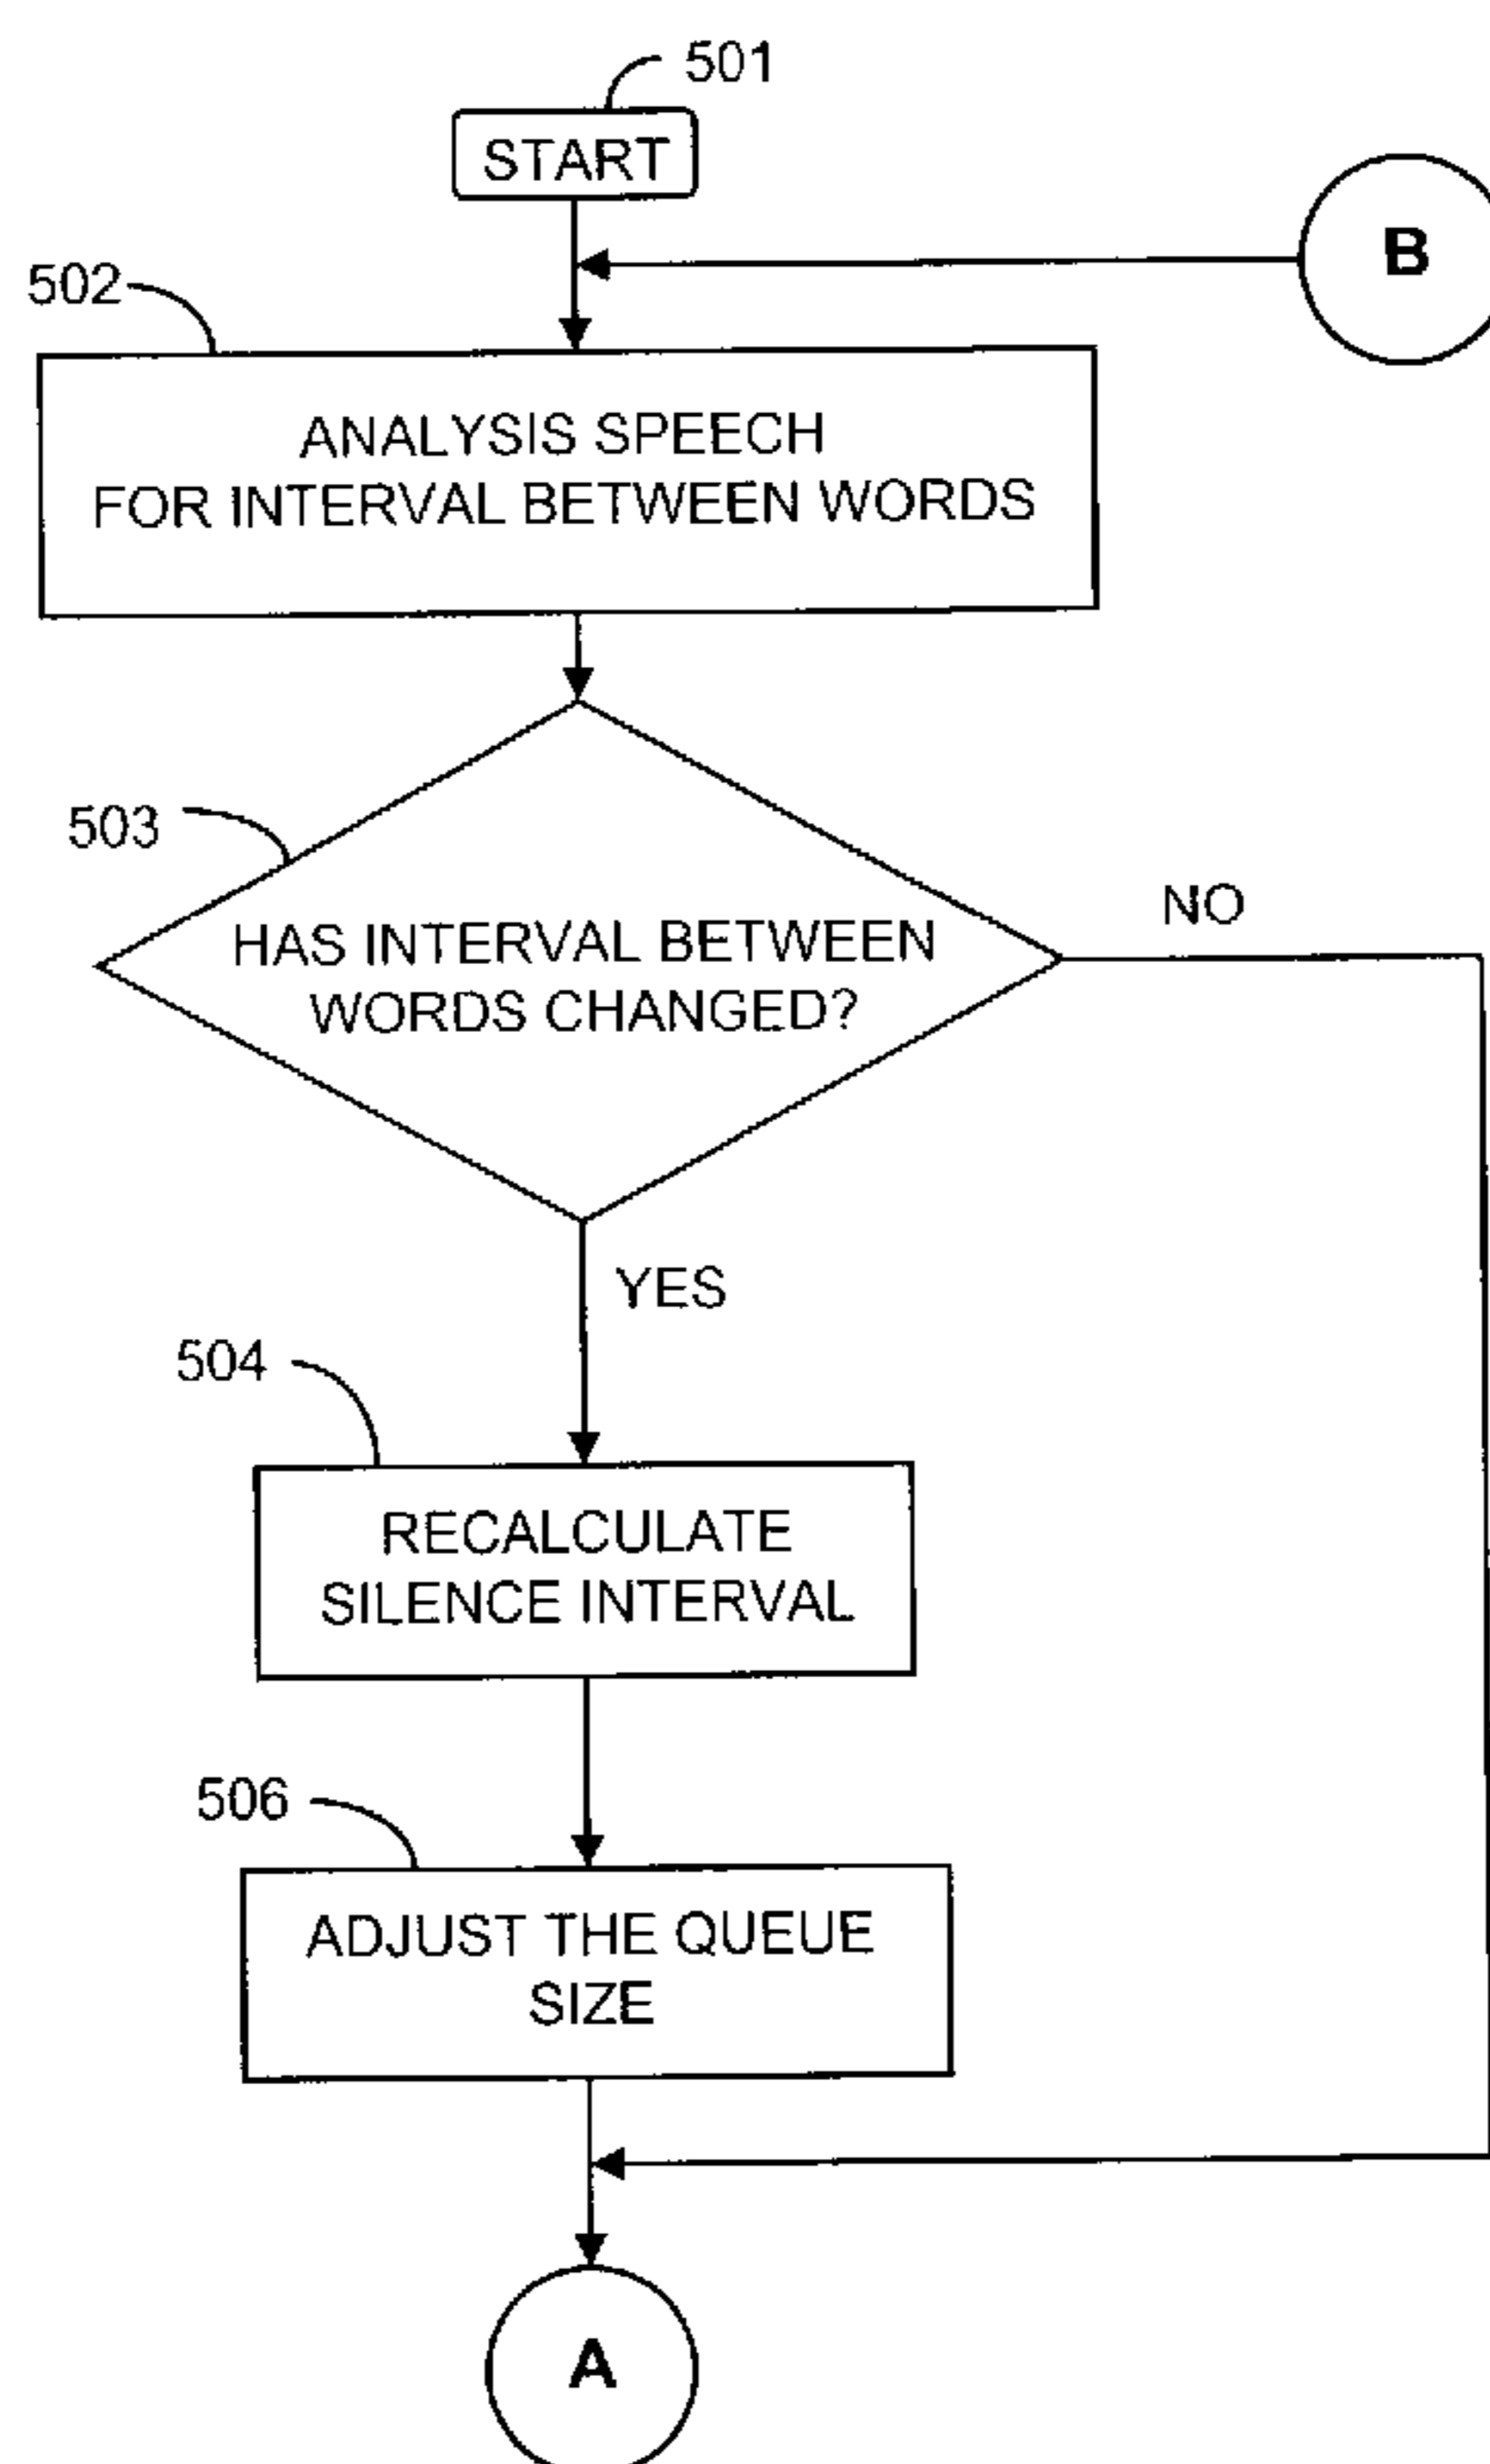 501
START
B
502
ANALYSIS SPEECH
FOR INTERVAL BETWEEN WORDS
503
HAS INTERVAL BETWEEN
WORDS CHANGED?
NO
YES
504
RECALCULATE
SILENCE INTERVAL
506
ADJUST THE QUEUE
SIZE
A